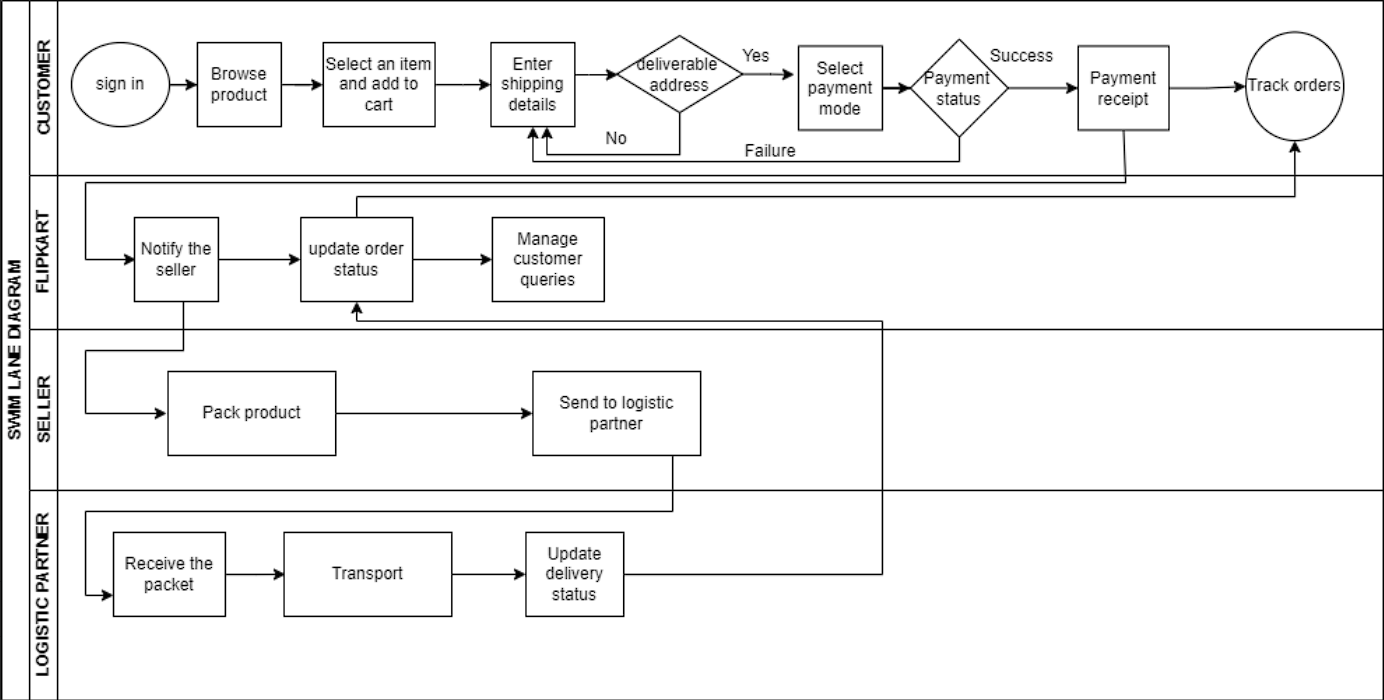 SWIM LANE DIAGRAM
CUSTOMER
sign in
Browse
product
Select an item
and add to
cart
Enter
shipping
details
deliverable
address
Yes
No
Select
payment
mode
Payment
status
Success
Failure
Payment
receipt
Track orders
FLIPKART
Notify the
seller
update order
status
Manage
customer
queries
SELLER
Pack product
Send to logistic
partner
LOGISTIC PARTNER
Receive the
packet
Transport
Update
delivery
status